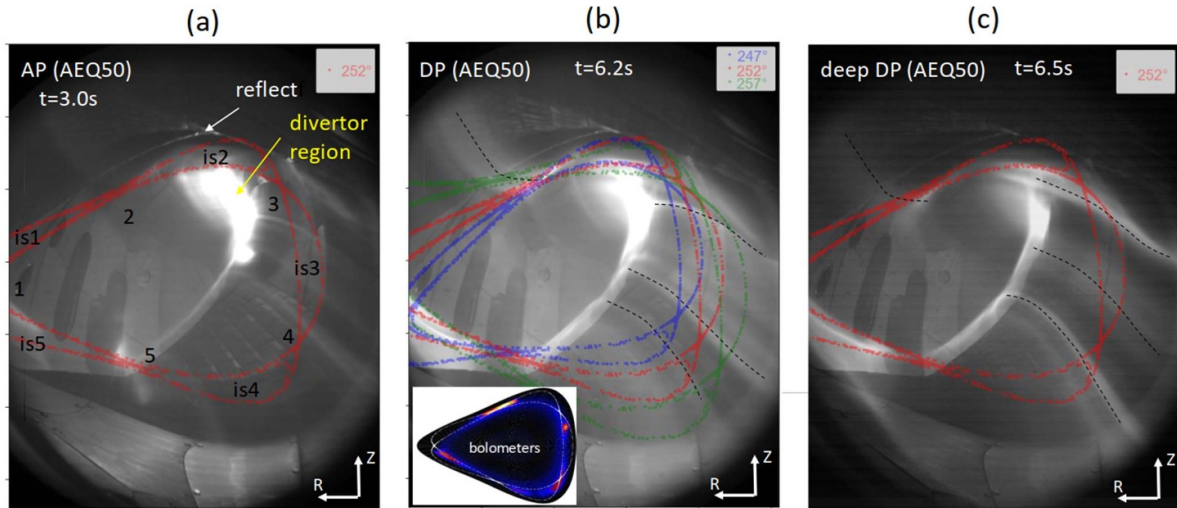 (a)
AP (AEQ50)
t=3.0s
252°
reflect
divertor
region
is2
2
3
is1
is3
1
4
is5
5
is4
R
Z
(b)
DP (AEQ50)
t=6.2s
247°
252°
257°
bolometers
R
Z
(c)
deep DP (AEQ50)
t=6.5s
252°
R
Z